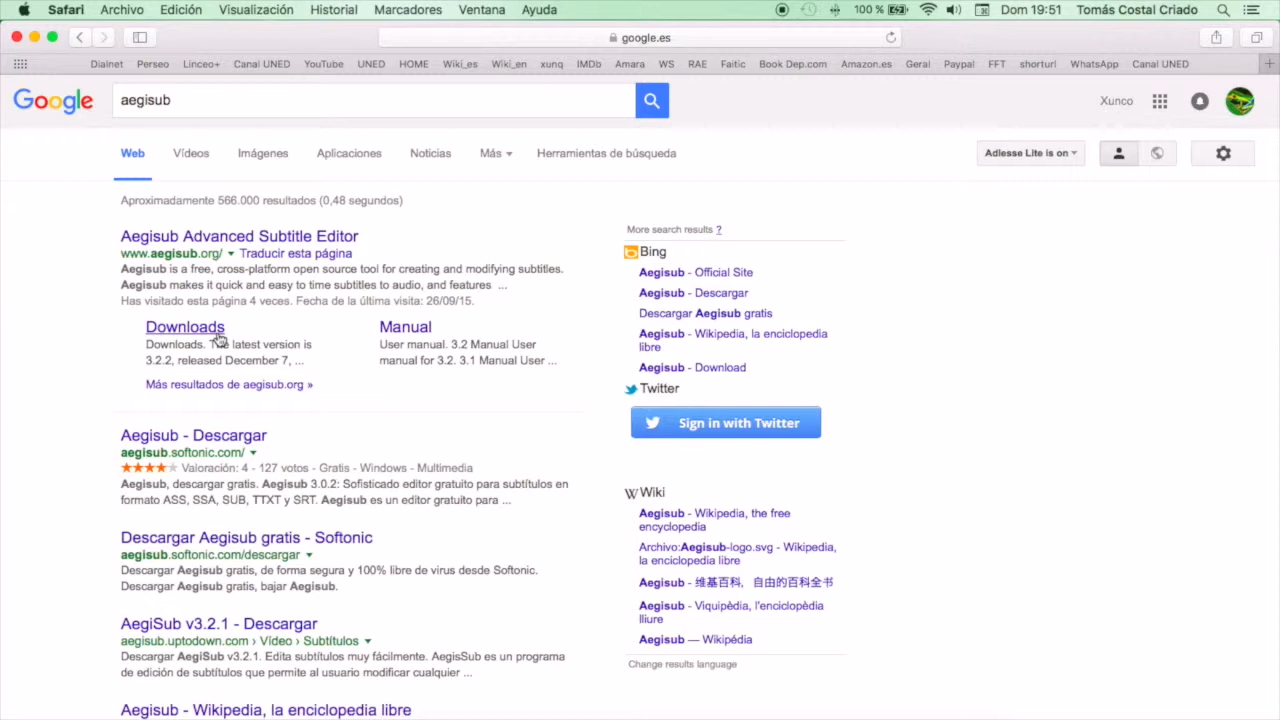 Safari Archivo Edición Visualización Historial Marcadores Ventana Ayuda 100 % Dom 19:51 Tomás Costal Criado
google.es
Dialnet Perseo Linceo+ Canal UNED YouTube UNED HOME Wiki_es Wiki_en xunq IMDb Amara WS RAE Faitic Book Dep.com Amazon.es Geral Paypal FFT shorturl WhatsApp Canal UNED
Google aegisub Xunco
Web Vídeos Imágenes Aplicaciones Noticias Más Herramientas de búsqueda Adlesse Lite is on
Aproximadamente 566.000 resultados (0,48 segundos)
Aegisub Advanced Subtitle Editor
www.aegisub.org/ Traducir esta página
Aegisub is a free, cross-platform open source tool for creating and modifying subtitles.
Aegisub makes it quick and easy to time subtitles to audio, and features ...
Has visitado esta página 4 veces. Fecha de la última visita: 26/09/15.
Downloads
Downloads. latest version is
3.2.2, released December 7, ...
Manual
User manual. 3.2 Manual User
manual for 3.2. 3.1 Manual User ...
Más resultados de aegisub.org »
Aegisub - Descargar
aegisub.softonic.com/
Valoración: 4 - 127 votos - Gratis - Windows - Multimedia
Aegisub, descargar gratis. Aegisub 3.0.2: Sofisticado editor gratuito para subtítulos en
formato ASS, SSA, SUB, TTXT y SRT. Aegisub es un editor gratuito para ...
Descargar Aegisub gratis - Softonic
aegisub.softonic.com/descargar
Descargar Aegisub gratis, de forma segura y 100% libre de virus desde Softonic.
Descargar Aegisub gratis, bajar Aegisub.
AegiSub v3.2.1 - Descargar
aegisub.uptodown.com › Vídeo › Subtítulos
Descargar AegiSub v3.2.1. Edita subtítulos muy fácilmente. AegisSub es un programa
de edición de subtítulos que permite al usuario modificar cualquier ...
Aegisub - Wikipedia, la enciclopedia libre
More search results ?
Bing
Aegisub - Official Site
Aegisub - Descargar
Descargar Aegisub gratis
Aegisub - Wikipedia, la enciclopedia
libre
Aegisub - Download
Twitter
Sign in with Twitter
Wiki
Aegisub - Wikipedia, the free
encyclopedia
Archivo:Aegisub-logo.svg - Wikipedia,
la enciclopedia libre
Aegisub - 维基百科，自由的百科全书
Aegisub - Viquipèdia, l'enciclopèdia
lliure
Aegisub — Wikipédia
Change results language